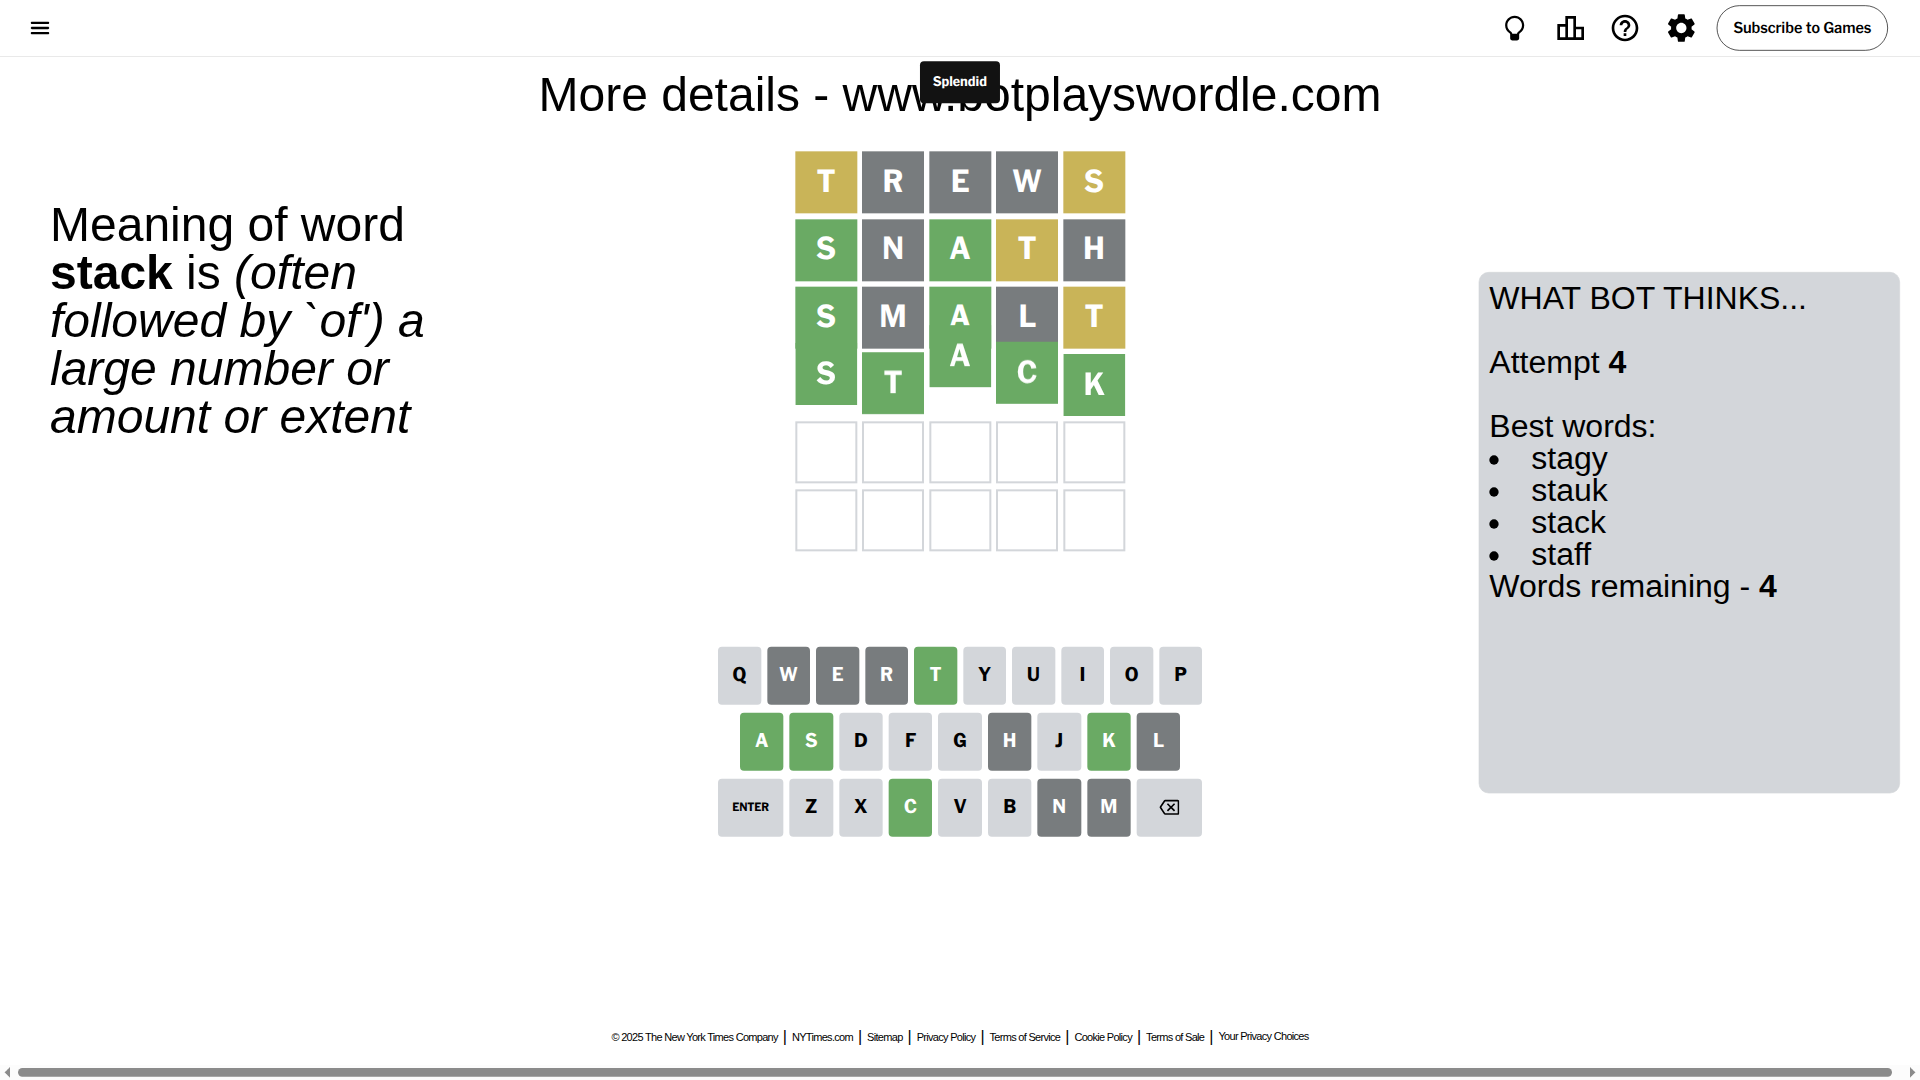 Subscribe to Games
Splendid
More details - www.botplayswordle.com
Meaning of word
stack is (often
followed by `of') a
large number or
amount or extent
T R E W S
S N A T H
S M A L T
S T A C K
WHAT BOT THINKS...
Attempt 4
Best words:
• stagy
• stauk
• stack
• staff
Words remaining - 4
Q W E R T Y U I O P
A S D F G H J K L
ENTER Z X C V B N M
© 2025 The New York Times Company | NYTimes.com | Sitemap | Privacy Policy | Terms of Service | Cookie Policy | Terms of Sale | Your Privacy Choices